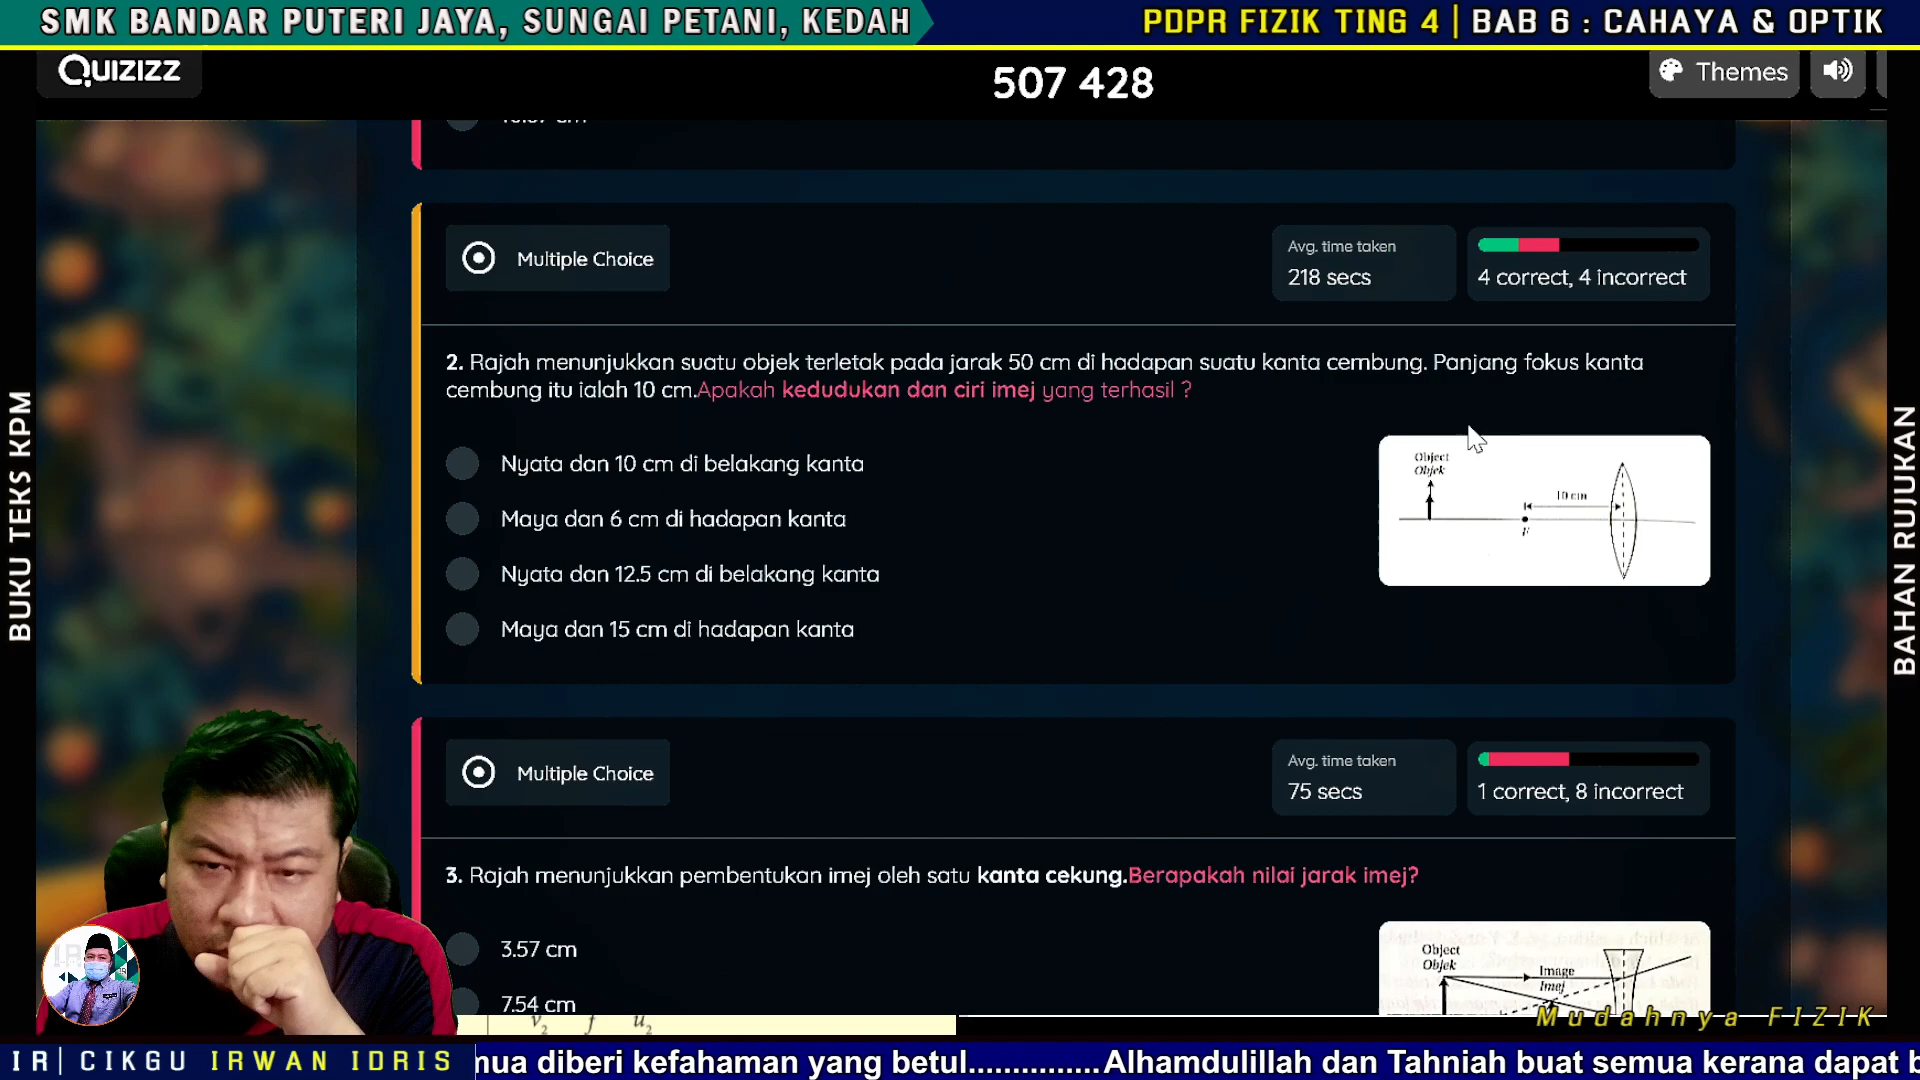 SMK BANDAR PUTERI JAYA, SUNGAI PETANI, KEDAH
PDPR FIZIK TING 4 | BAB 6 : CAHAYA & OPTIK
QUIZIZZ
507 428
Themes
Multiple Choice
Avg. time taken
218 secs
4 correct, 4 incorrect
2. Rajah menunjukkan suatu objek terletak pada jarak 50 cm di hadapan suatu kanta cembung. Panjang fokus kanta
cembung itu ialah 10 cm.Apakah kedudukan dan ciri imej yang terhasil ?
Nyata dan 10 cm di belakang kanta
Maya dan 6 cm di hadapan kanta
Nyata dan 12.5 cm di belakang kanta
Maya dan 15 cm di hadapan kanta
Object
Objek
10 cm
F
Multiple Choice
Avg. time taken
75 secs
1 correct, 8 incorrect
3. Rajah menunjukkan pembentukan imej oleh satu kanta cekung.Berapakah nilai jarak imej?
3.57 cm
7.54 cm
Object
Objek
Image
Imej
BUKU TEKS KPM
BAHAN RUJUKAN
Mudahnya FIZIK
IR| CIKGU IRWAN IDRIS
mua diberi kefahaman yang betul...............Alhamdulillah dan Tahniah buat semua kerana dapat b